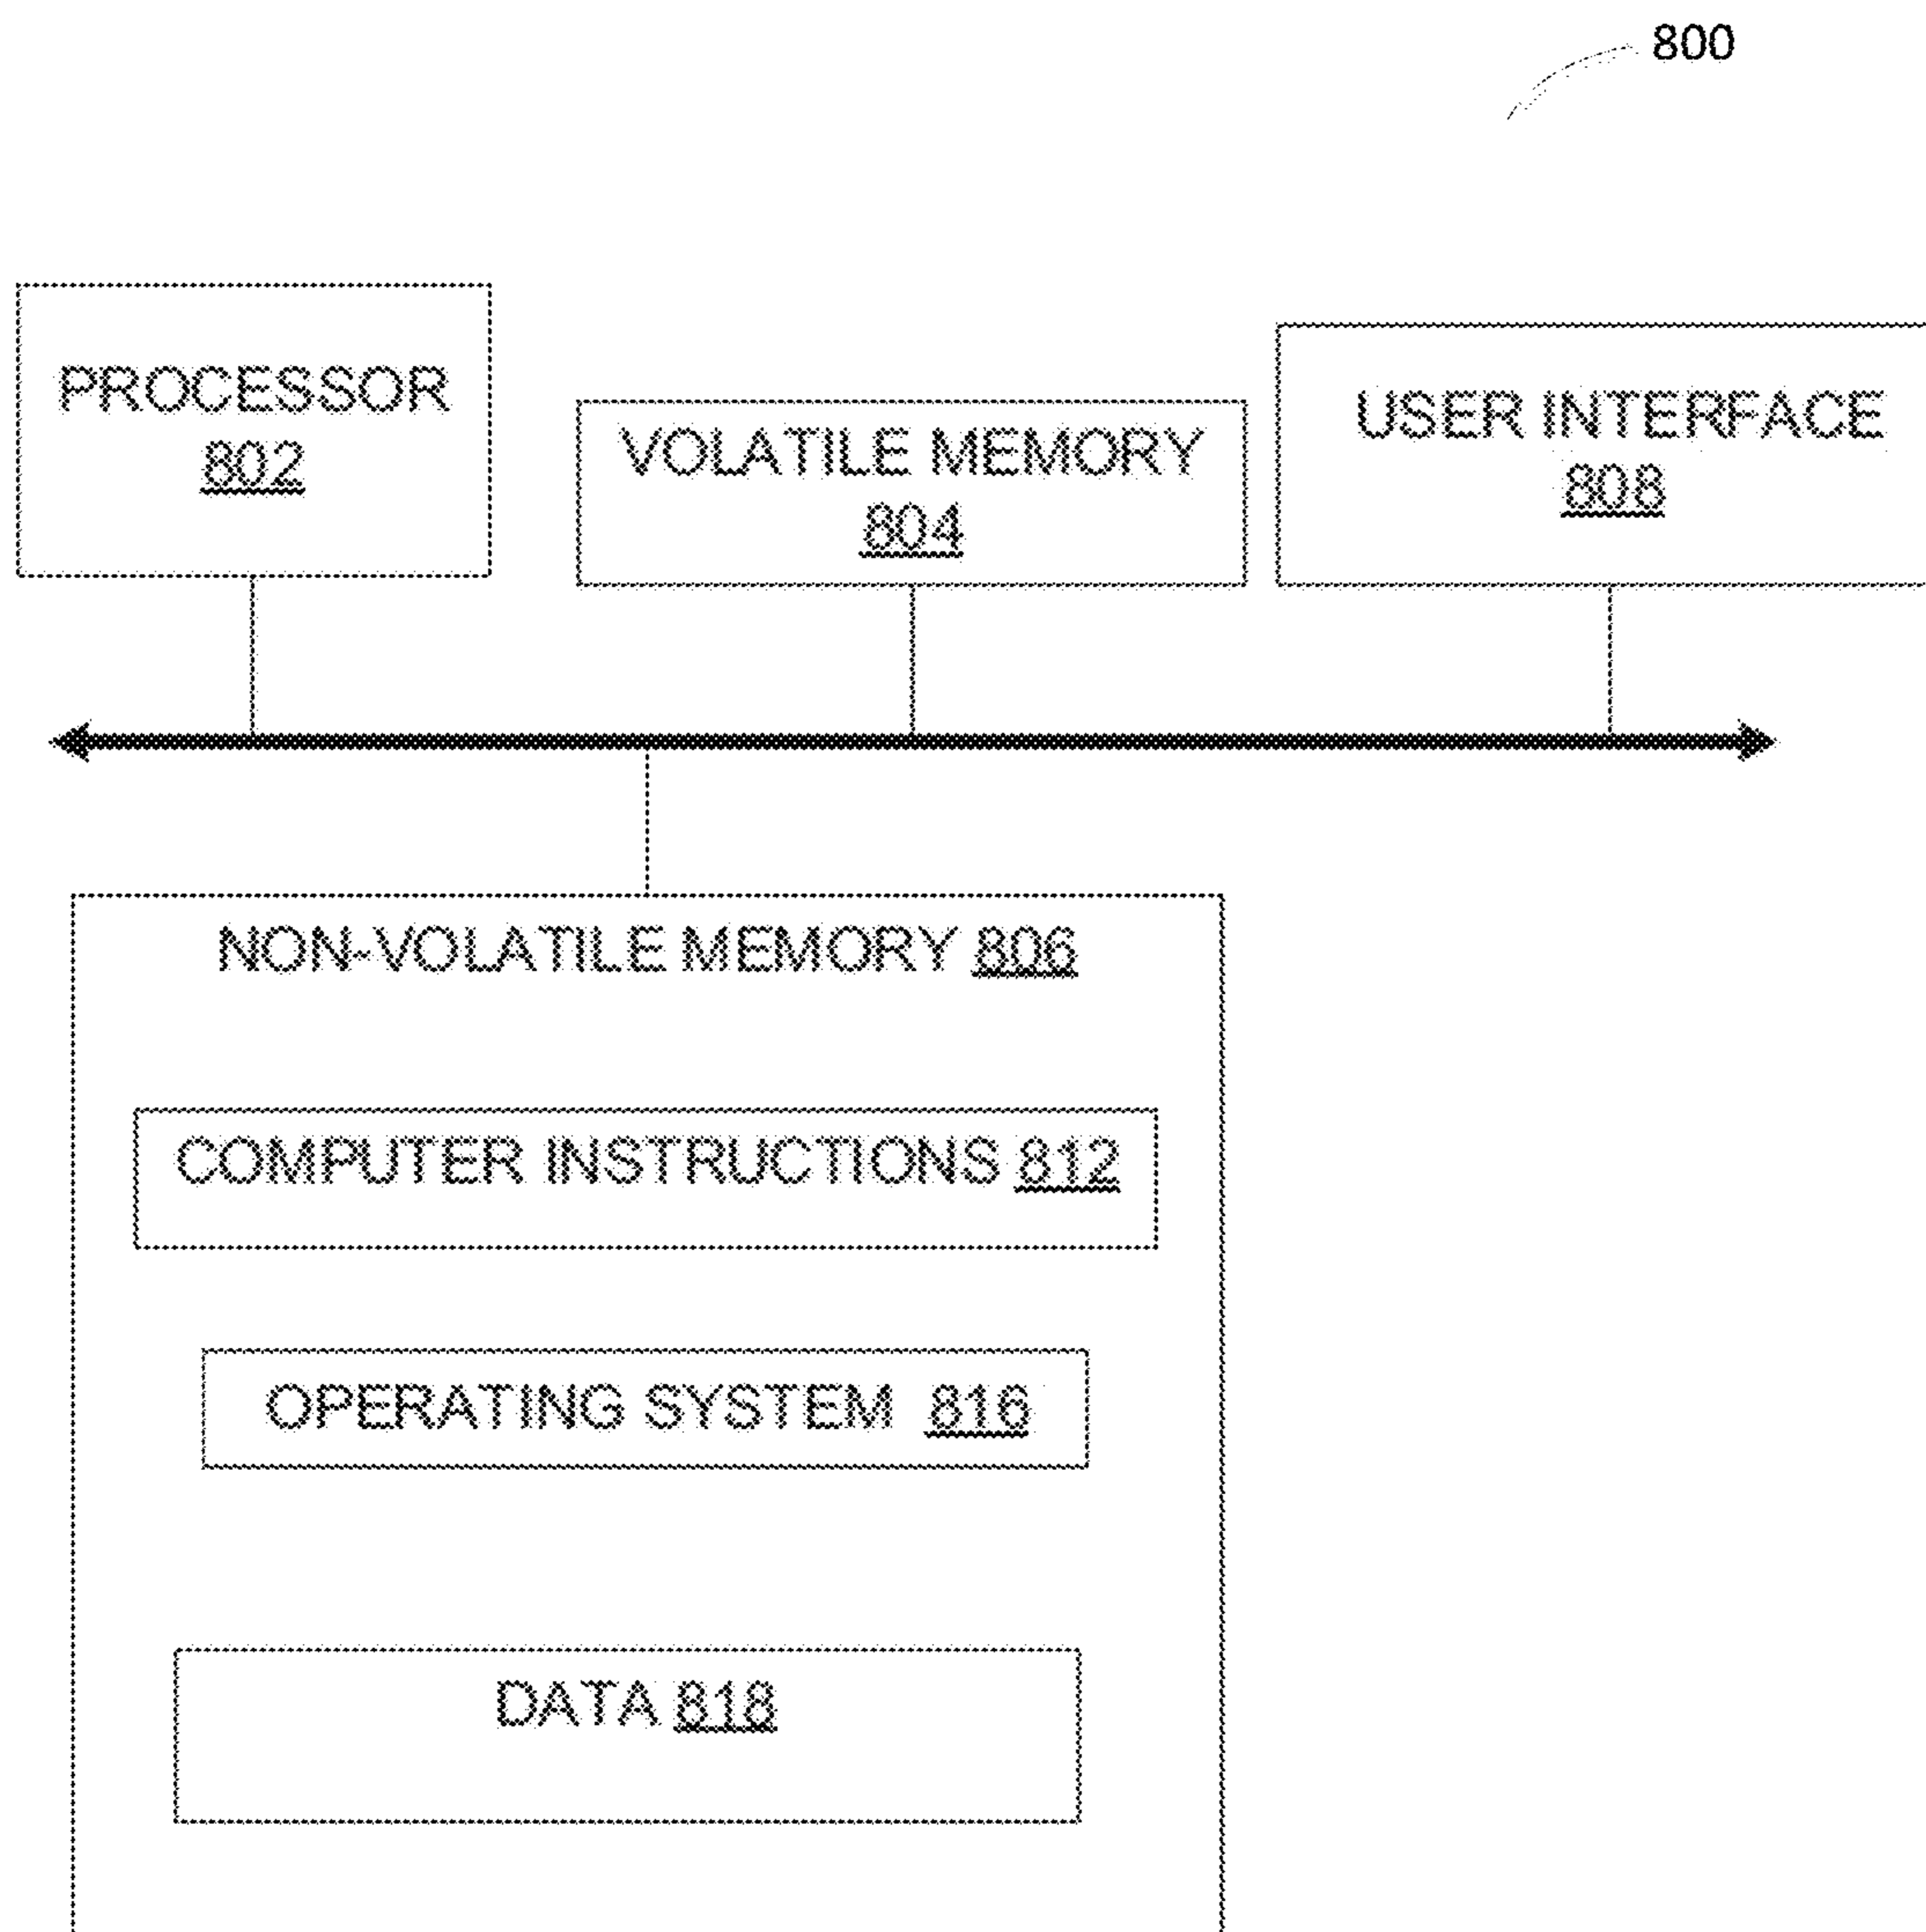 800
PROCESSOR
802
VOLATILE MEMORY
804
USER INTERFACE
808
NON-VOLATILE MEMORY 806
COMPUTER INSTRUCTIONS 812
OPERATING SYSTEM 816
DATA 818